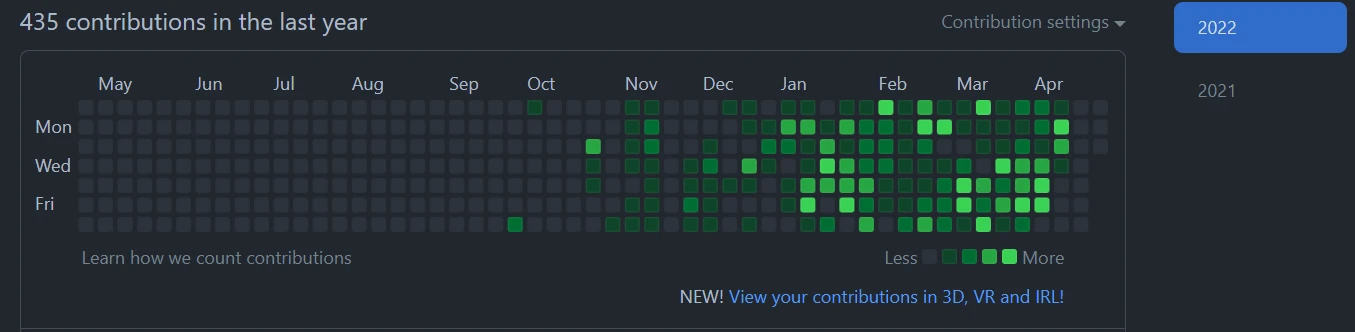 435 contributions in the last year
Contribution settings
2022
2021
May Jun Jul Aug Sep Oct Nov Dec Jan Feb Mar Apr
Mon
Wed
Fri
Learn how we count contributions
Less More
NEW! View your contributions in 3D, VR and IRL!